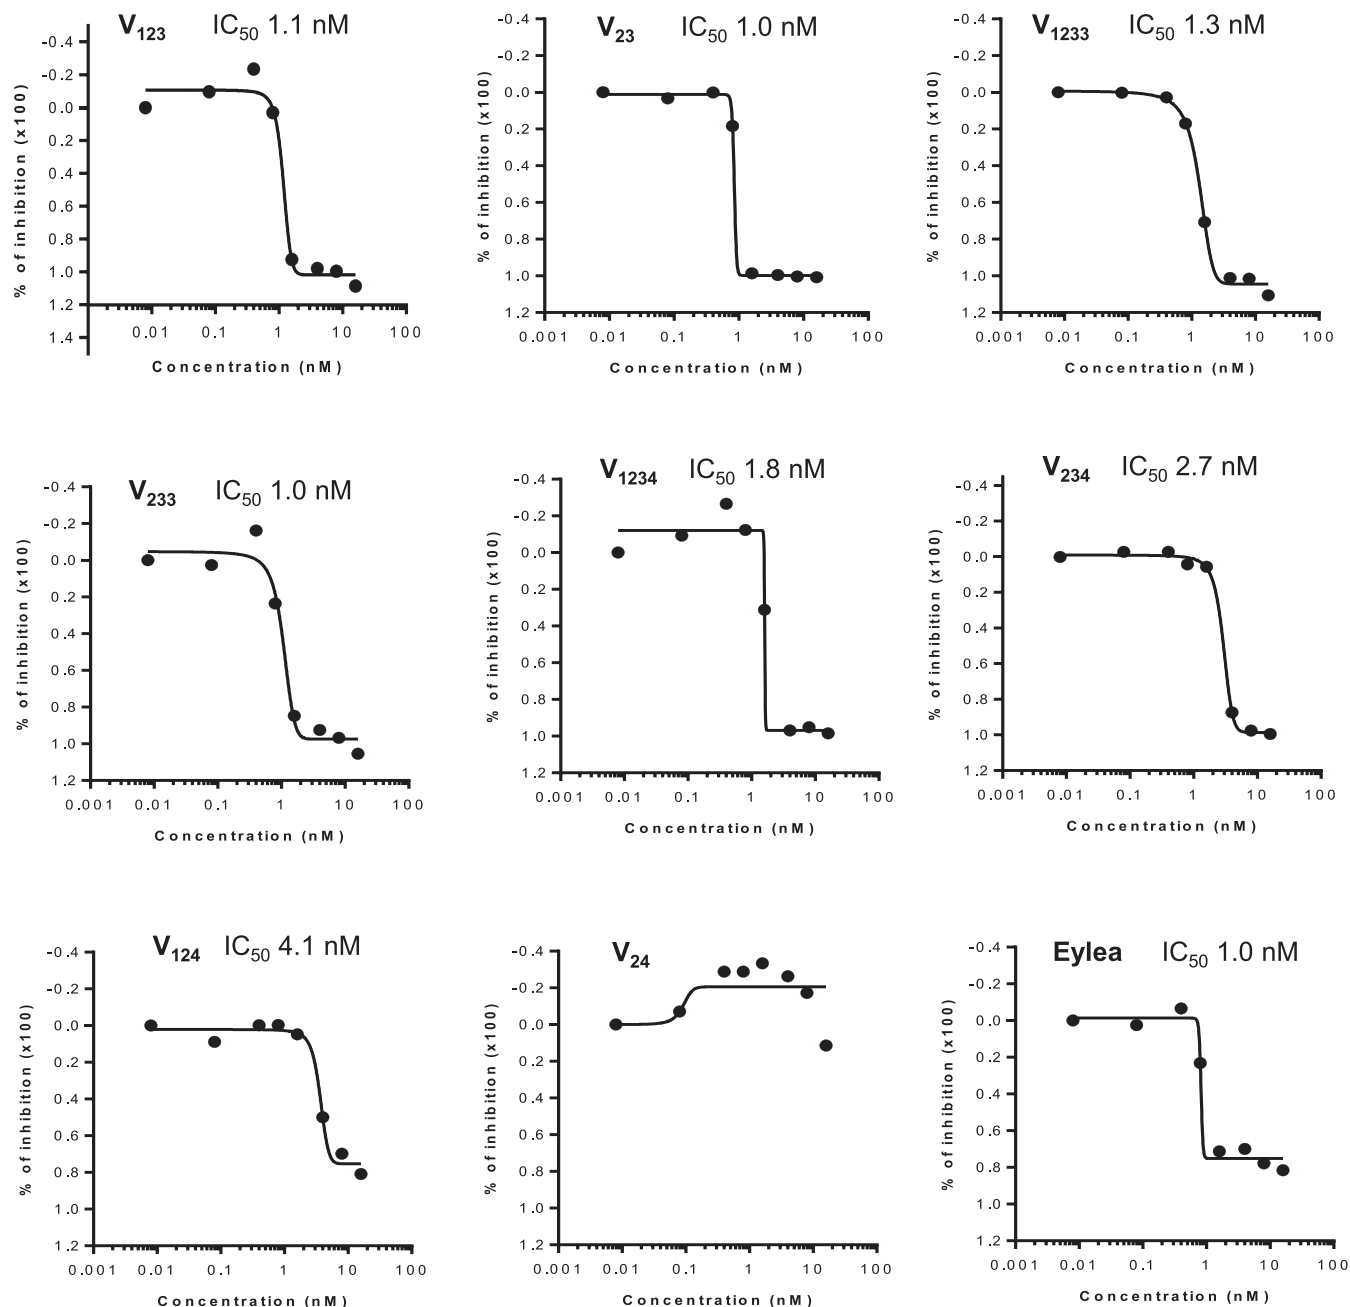 V123 IC50 1.1 nM
% of inhibition (x100)
-0.4
-0.2
0.0
0.2
0.4
0.6
0.8
1.0
1.2
1.4
0.01 0.1 1 10 100
Concentration (nM)
V23 IC50 1.0 nM
% of inhibition (x100)
-0.4
-0.2
0.0
0.2
0.4
0.6
0.8
1.0
1.2
0.001 0.01 0.1 1 10 100
Concentration (nM)
V1233 IC50 1.3 nM
% of inhibition (x100)
-0.4
-0.2
0.0
0.2
0.4
0.6
0.8
1.0
1.2
0.001 0.01 0.1 1 10 100
Concentration (nM)
V233 IC50 1.0 nM
% of inhibition (x100)
-0.4
-0.2
0.0
0.2
0.4
0.6
0.8
1.0
1.2
0.001 0.01 0.1 1 10 100
Concentration (nM)
V1234 IC50 1.8 nM
% of inhibition (x100)
-0.4
-0.2
0.0
0.2
0.4
0.6
0.8
1.0
1.2
0.001 0.01 0.1 1 10 100
Concentration (nM)
V234 IC50 2.7 nM
% of inhibition (x100)
-0.4
-0.2
0.0
0.2
0.4
0.6
0.8
1.0
1.2
0.001 0.01 0.1 1 10 100
Concentration (nM)
V124 IC50 4.1 nM
% of inhibition (x100)
-0.4
-0.2
0.0
0.2
0.4
0.6
0.8
1.0
1.2
0.001 0.01 0.1 1 10 100
Concentration (nM)
V24
% of inhibition (x100)
-0.4
-0.2
0.0
0.2
0.4
0.6
0.8
1.0
1.2
0.001 0.01 0.1 1 10 100
Concentration (nM)
Eylea IC50 1.0 nM
% of inhibition (x100)
-0.4
-0.2
0.0
0.2
0.4
0.6
0.8
1.0
1.2
0.001 0.01 0.1 1 10 100
Concentration (nM)